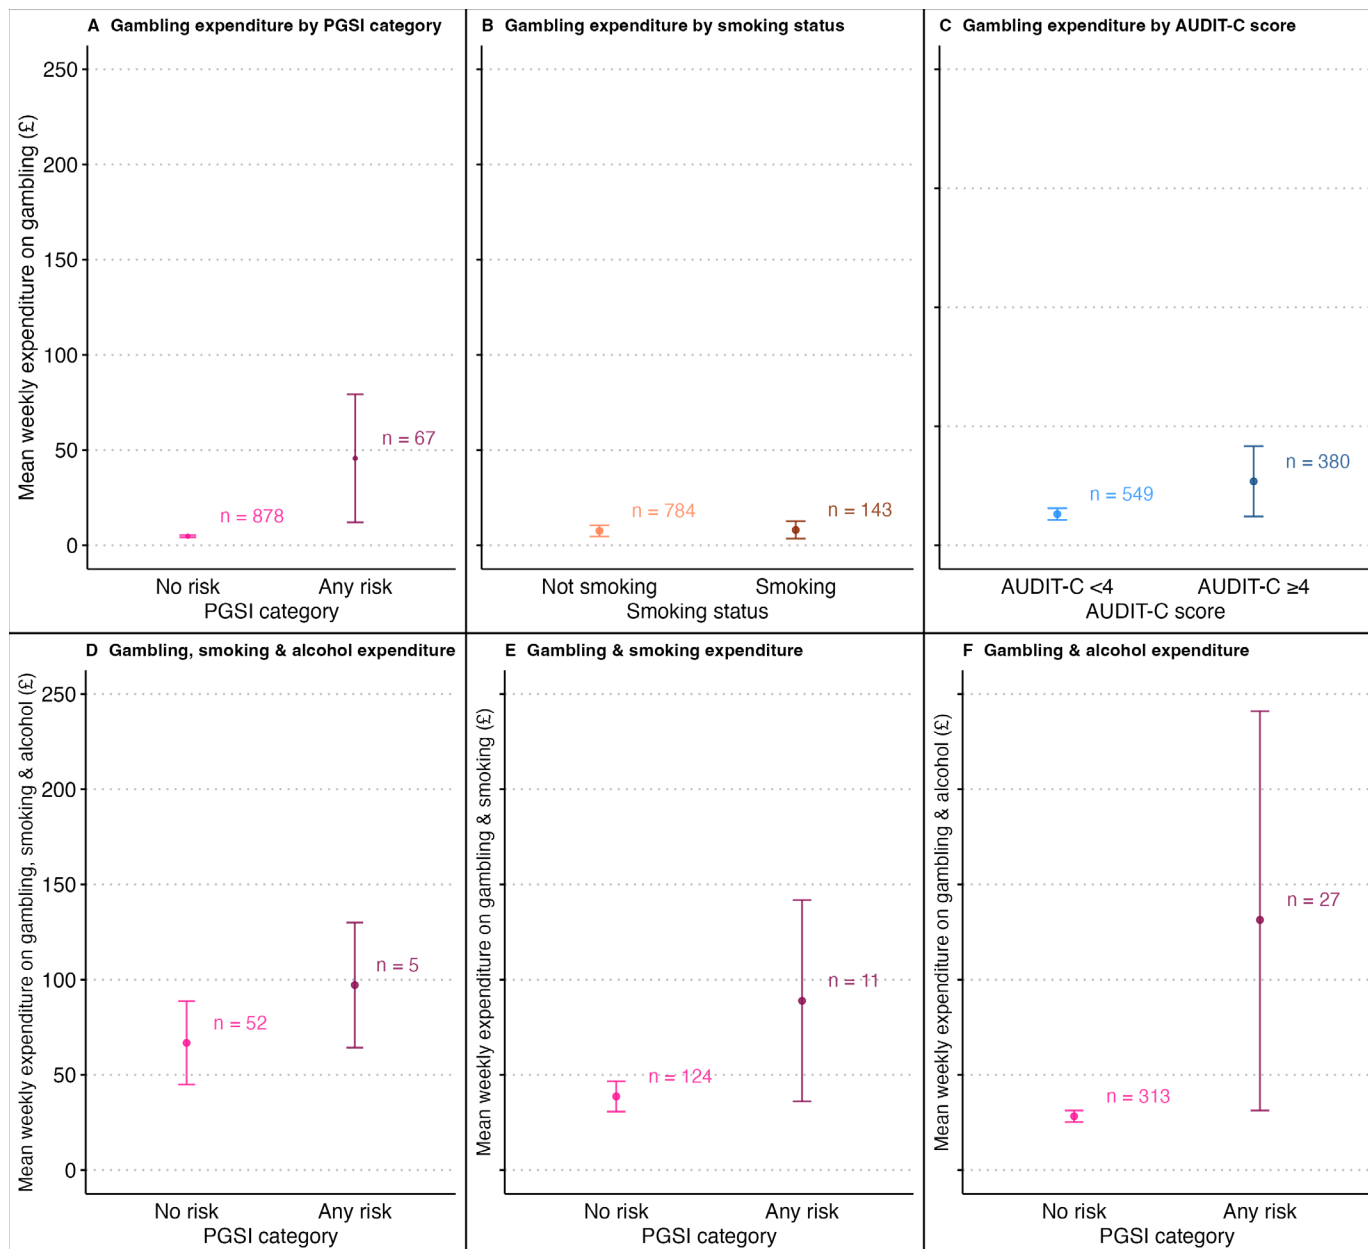 A Gambling expenditure by PGSI category
Mean weekly expenditure on gambling (£)
250
200
150
100
50
0
n = 878
n = 67
No risk
Any risk
PGSI category
B Gambling expenditure by smoking status
n = 784
n = 143
Not smoking
Smoking
Smoking status
C Gambling expenditure by AUDIT-C score
n = 549
n = 380
AUDIT-C <4
AUDIT-C ≥4
AUDIT-C score
D Gambling, smoking & alcohol expenditure
Mean weekly expenditure on gambling, smoking & alcohol (£)
250
200
150
100
50
0
n = 52
n = 5
No risk
Any risk
PGSI category
E Gambling & smoking expenditure
Mean weekly expenditure on gambling & smoking (£)
n = 124
n = 11
No risk
Any risk
PGSI category
F Gambling & alcohol expenditure
Mean weekly expenditure on gambling & alcohol (£)
n = 313
n = 27
No risk
Any risk
PGSI category